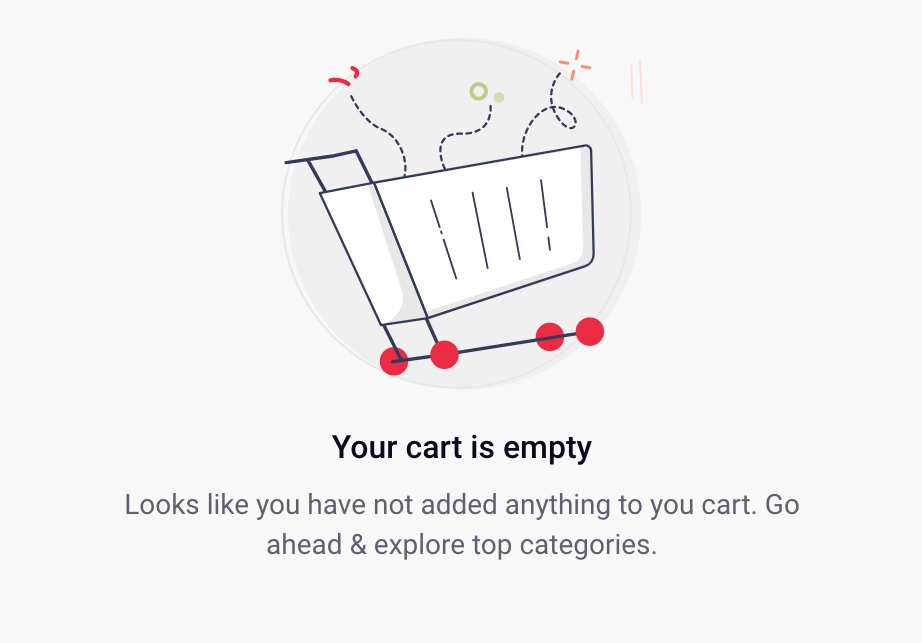 Your cart is empty
Looks like you have not added anything to you cart. Go
ahead & explore top categories.